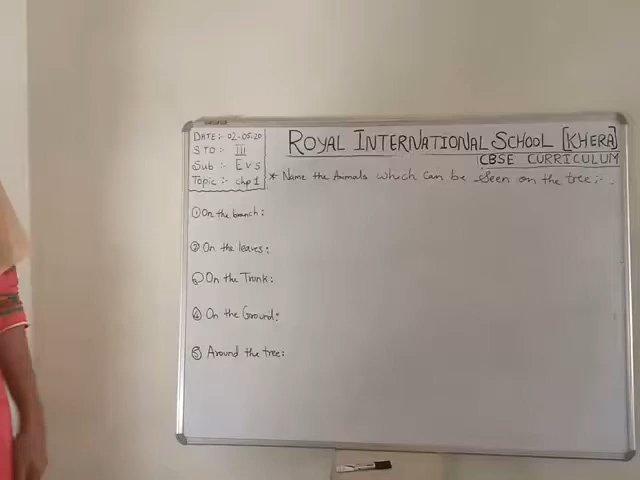 DATE:- 02-05-20
STD:- III
Sub:- EVS
Topic:- chp 1
ROYAL INTERNATIONAL SCHOOL [KHERA]
CBSE CURRICULUM
* Name the Animals which can be Seen on the tree:-
① On the branch:
② On the leaves:
③ On the Trunk:
④ On the Ground:
⑤ Around the tree: